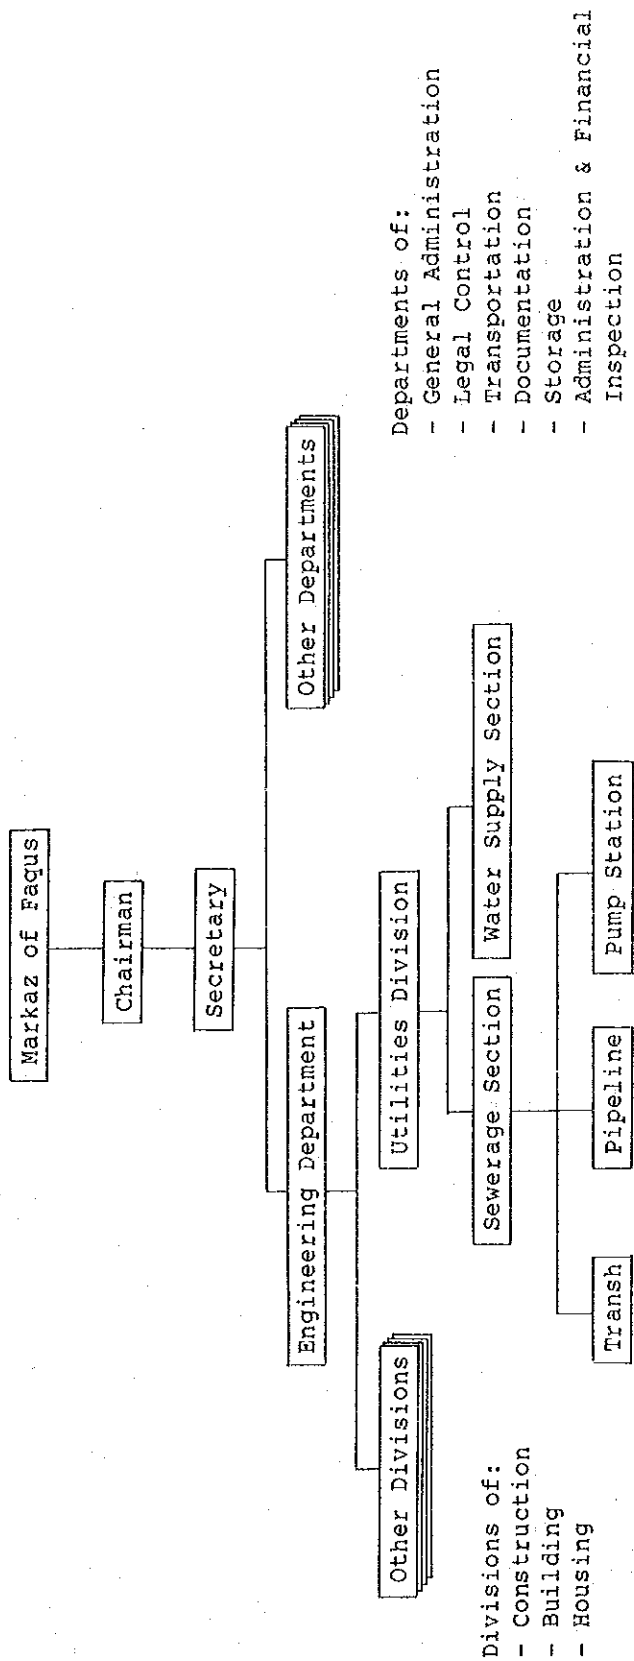 Markaz of Faqus
Chairman
Secretary
Engineering Department
Other Departments
Other Divisions
Utilities Division
Departments of:
- General Administration
- Legal Control
- Transportation
- Documentation
- Storage
- Administration & Financial
Inspection
Divisions of:
- Construction
- Building
- Housing
Sewerage Section
Water Supply Section
Transh
Pipeline
Pump Station